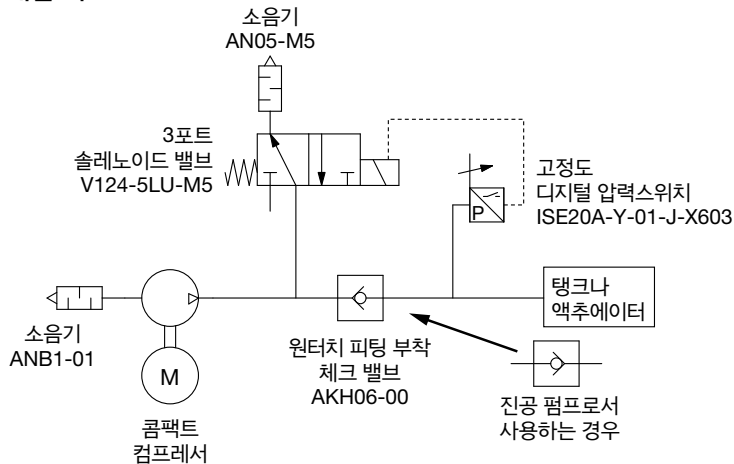 소음기
AN05-M5
3포트
솔레노이드 밸브
V124-5LU-M5
고정도
디지털 압력스위치
ISE20A-Y-01-J-X603
P
탱크나
액추에이터
소음기
ANB1-01
M
콤팩트
컴프레서
원터치 피팅 부착
체크 밸브
AKH06-00
진공 펌프로서
사용하는 경우